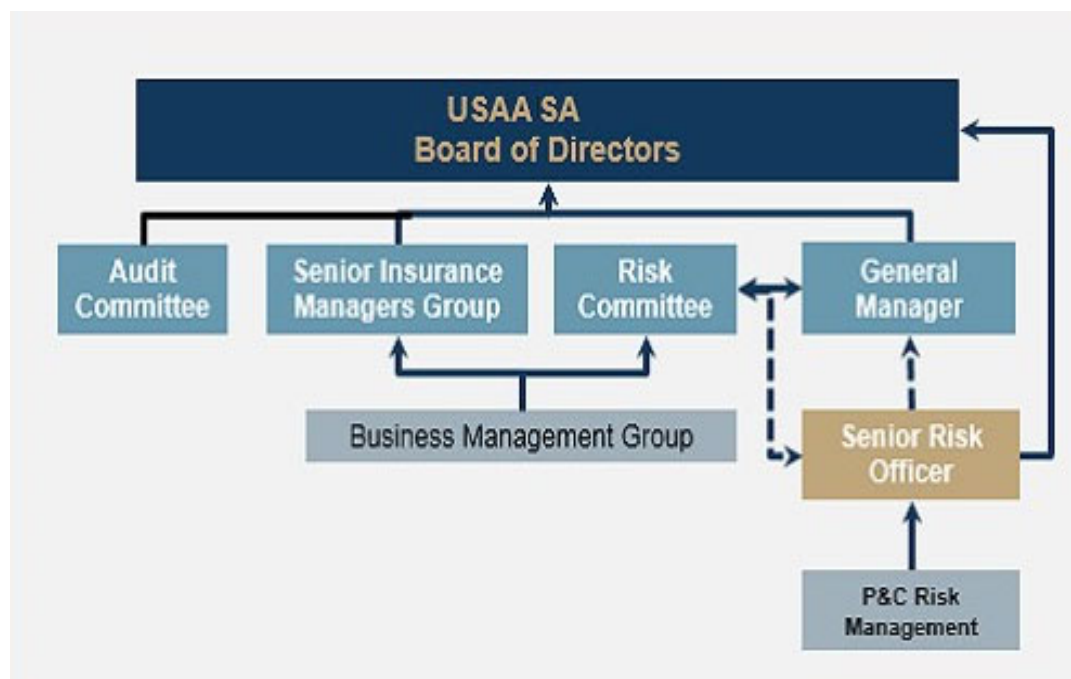 USAA SA
Board of Directors
Audit
Committee
Senior Insurance
Managers Group
Risk
Committee
General
Manager
Business Management Group
Senior Risk
Officer
P&C Risk
Management